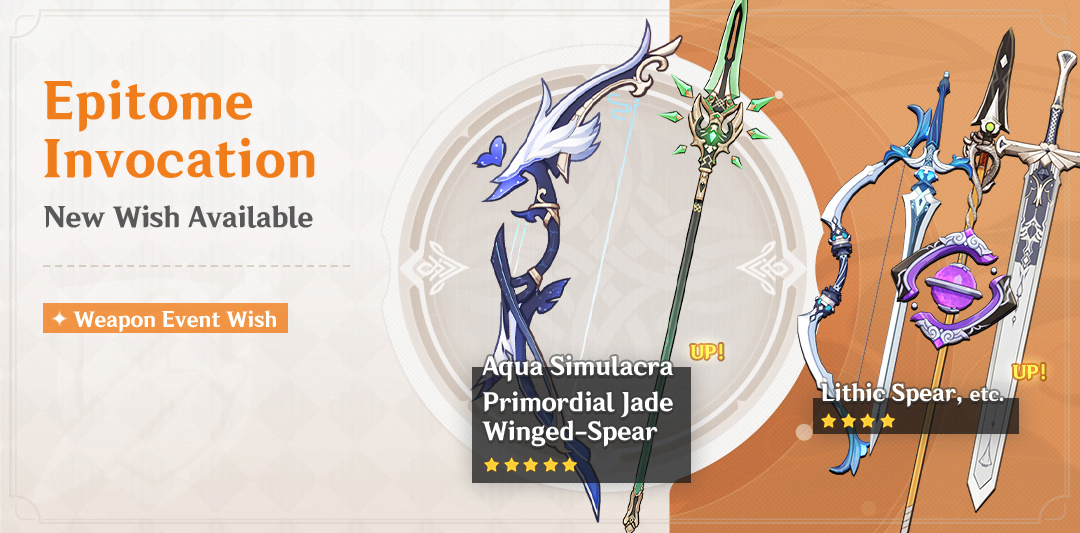 Epitome
Invocation
New Wish Available
✦ Weapon Event Wish
UP!
Aqua Simulacra
Primordial Jade
Winged-Spear
★★★★★
UP!
Lithic Spear, etc.
★★★★